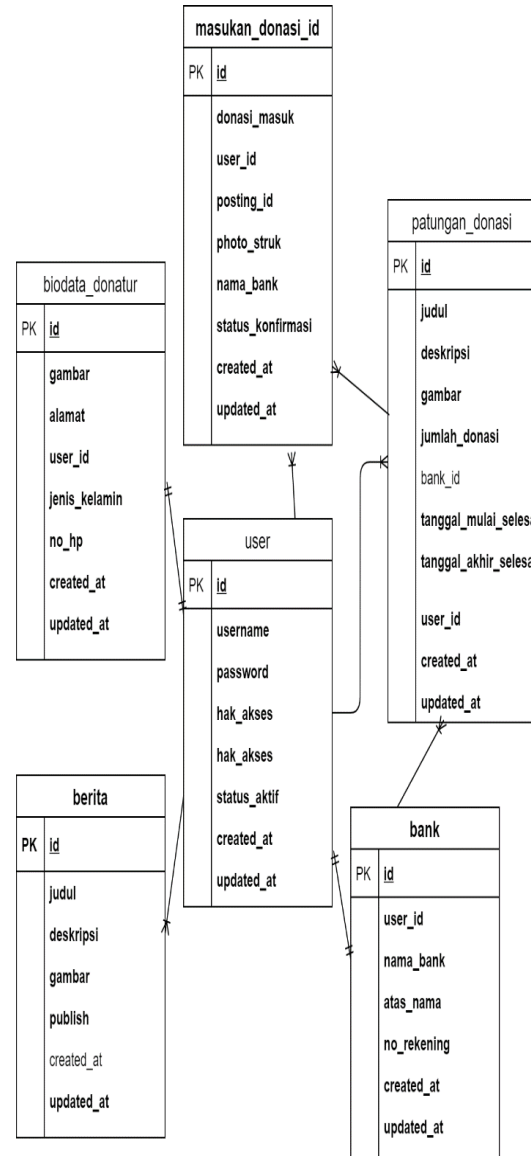 masukan_donasi_id
PK id
donasi_masuk
user_id
posting_id
photo_struk
nama_bank
status_konfirmasi
created_at
updated_at
patungan_donasi
PK id
judul
deskripsi
gambar
jumlah_donasi
bank_id
tanggal_mulai_selesa
tanggal_akhir_selesa
user_id
created_at
updated_at
biodata_donatur
PK id
gambar
alamat
user_id
jenis_kelamin
no_hp
created_at
updated_at
user
PK id
username
password
hak_akses
hak_akses
status_aktif
created_at
updated_at
berita
PK id
judul
deskripsi
gambar
publish
created_at
updated_at
bank
PK id
user_id
nama_bank
atas_nama
no_rekening
created_at
updated_at